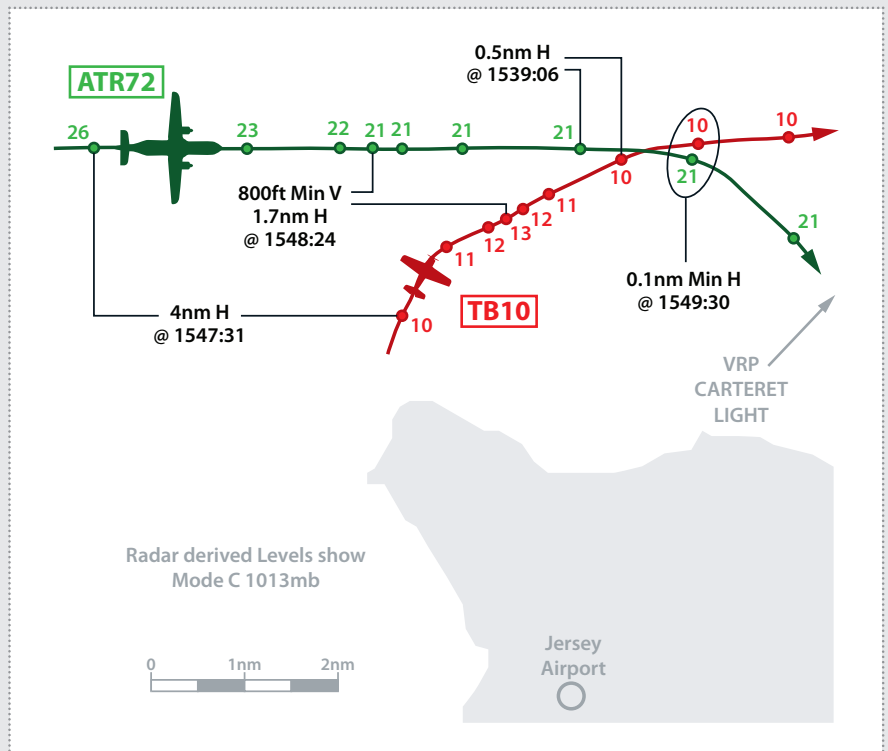 0.5nm H
@ 1539:06
ATR72
26
23
22
21
21
21
21
10
10
21
10
21
800ft Min V
1.7nm H
@ 1548:24
11
12
13
12
11
0.1nm Min H
@ 1549:30
4nm H
@ 1547:31
10
TB10
VRP
CARTERET
LIGHT
Radar derived Levels show
Mode C 1013mb
Jersey
Airport
0 1nm 2nm